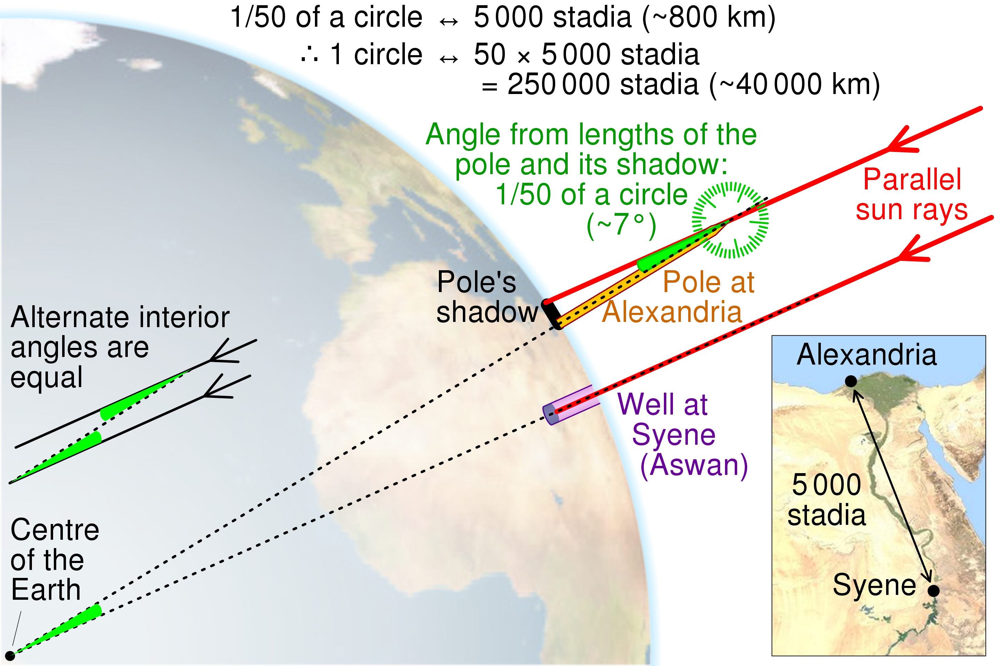 1/50 of a circle ↔ 5 000 stadia (~800 km)
∴ 1 circle ↔ 50 × 5 000 stadia
= 250 000 stadia (~40 000 km)
Angle from lengths of the
pole and its shadow:
1/50 of a circle
(~7°)
Parallel
sun rays
Pole's
shadow
Pole at
Alexandria
Alternate interior
angles are
equal
Well at
Syene
(Aswan)
Centre
of the
Earth
Alexandria
5 000
stadia
Syene